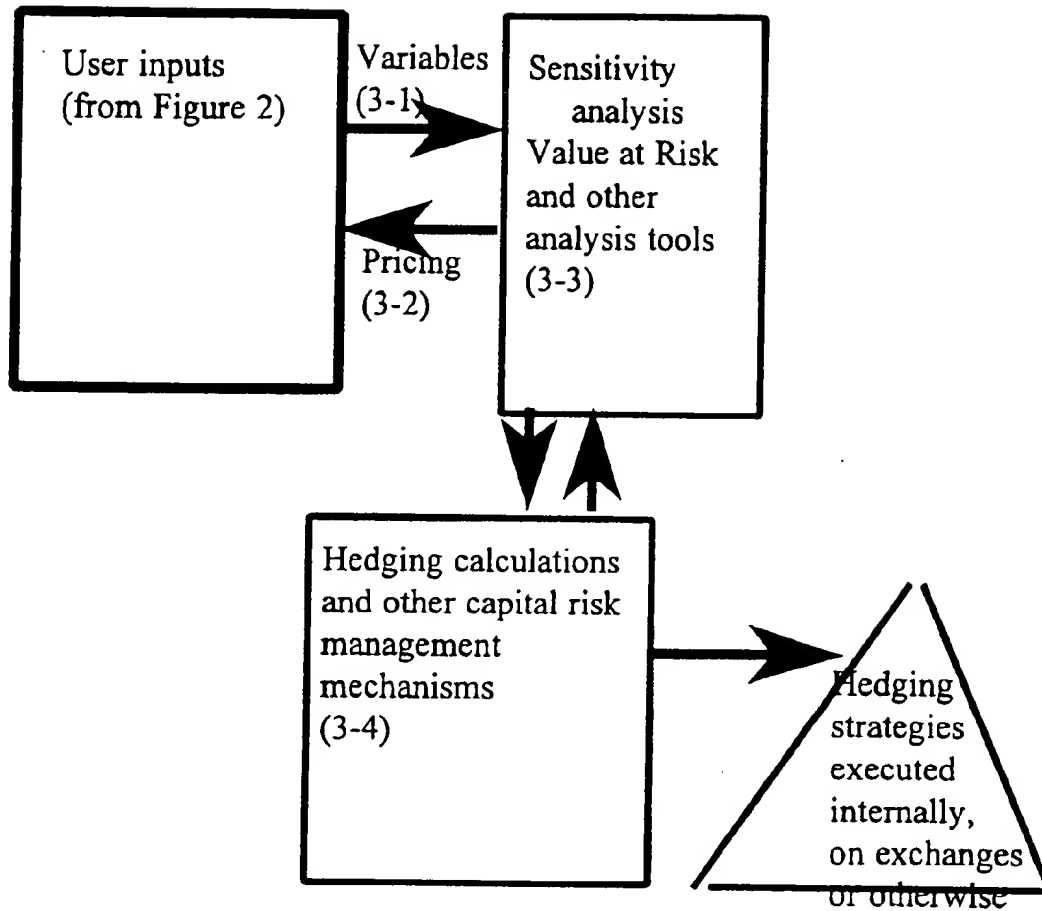 User inputs
(from Figure 2)
Variables
(3-1)
Pricing
(3-2)
Sensitivity
analysis
Value at Risk
and other
analysis tools
(3-3)
Hedging calculations
and other capital risk
management
mechanisms
(3-4)
Hedging
strategies
executed
internally,
on exchanges
or otherwise